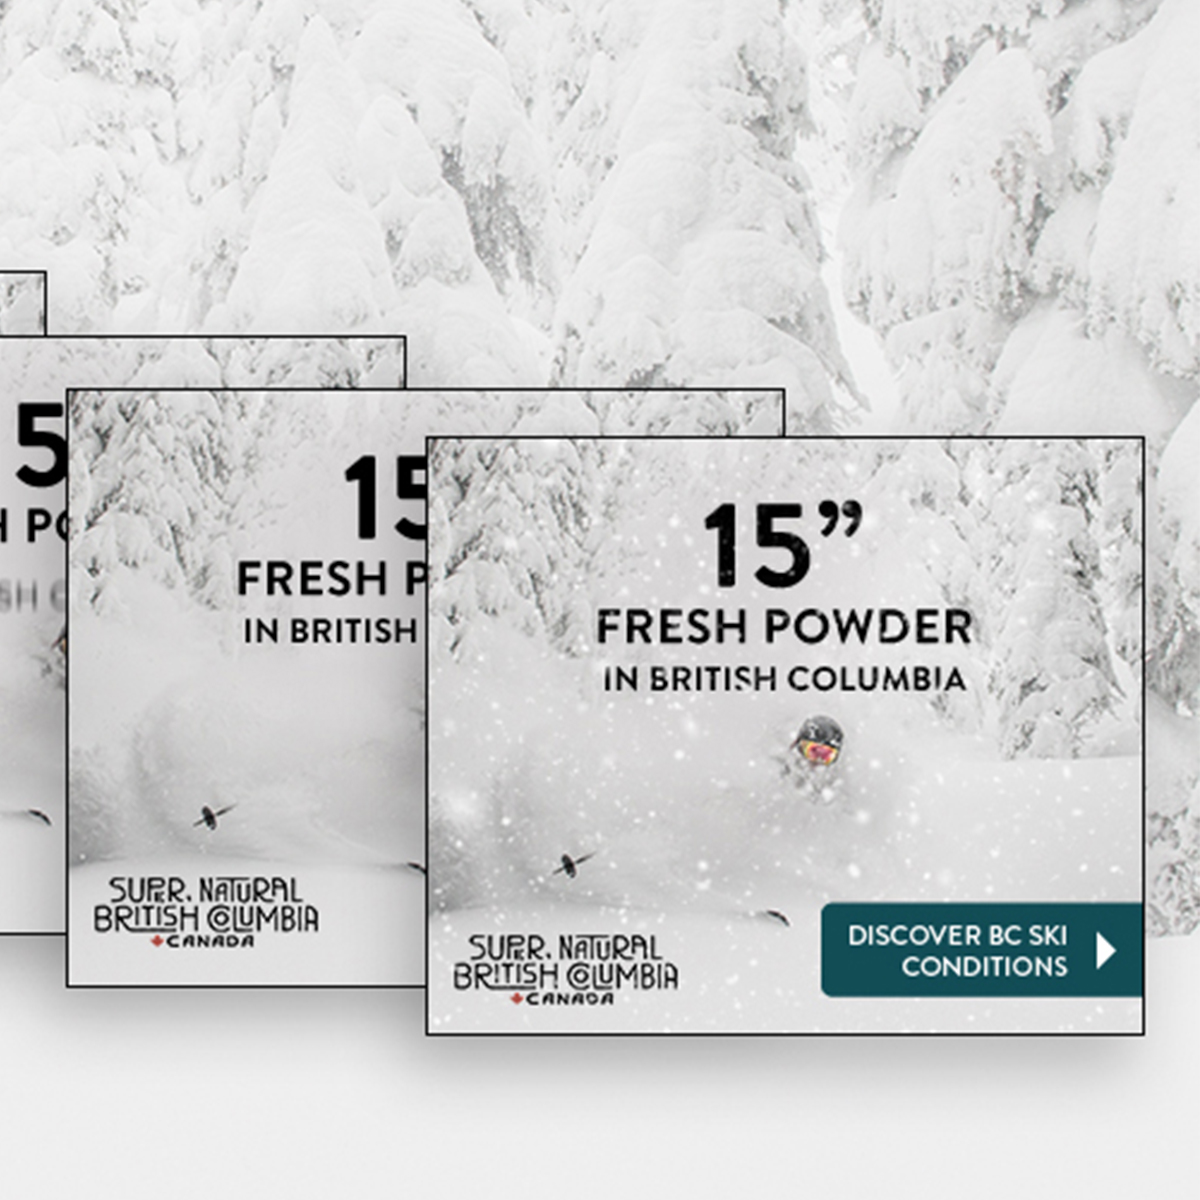 5
H PO
SH C
15
FRESH P
IN BRITISH
SUPER, NATURAL
BRITISH COLUMBIA
CANADA
15”
FRESH POWDER
IN BRITISH COLUMBIA
SUPER, NATURAL
BRITISH COLUMBIA
CANADA
DISCOVER BC SKI
CONDITIONS